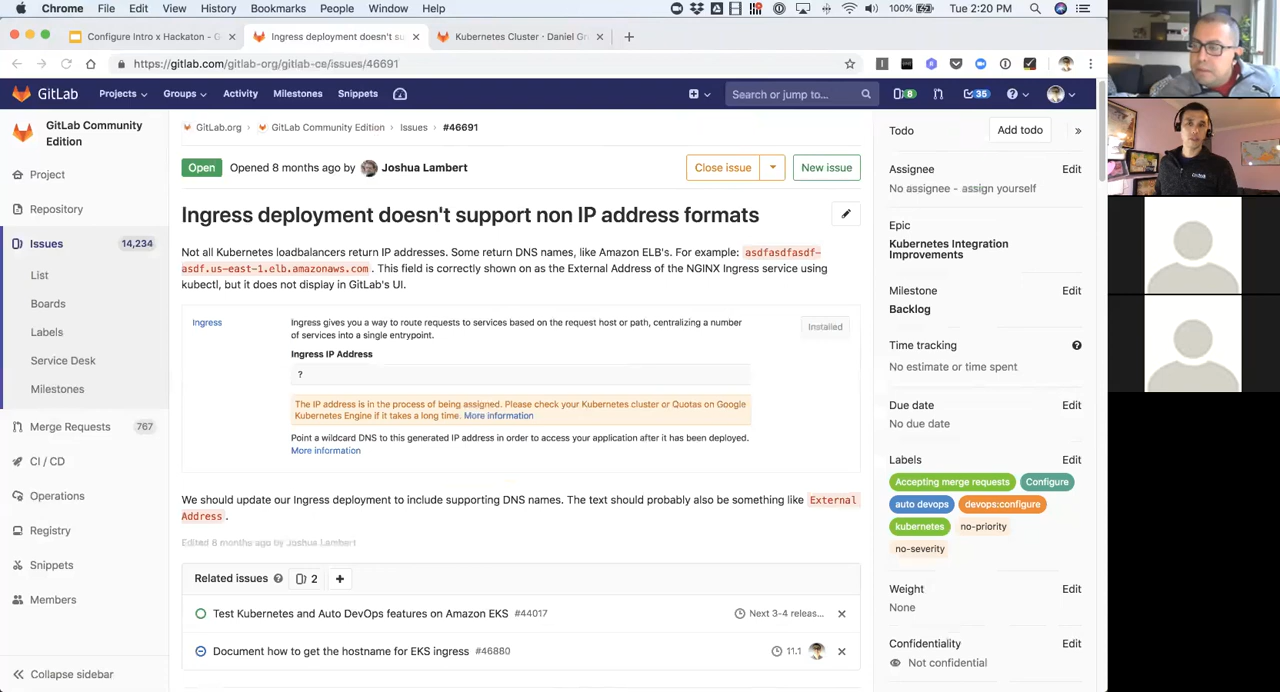 Chrome File Edit View History Bookmarks People Window Help 100% Tue 2:20 PM
Configure Intro x Hackaton - G
Ingress deployment doesn't su
Kubernetes Cluster · Daniel Gr
https://gitlab.com/gitlab-org/gitlab-ce/issues/46691
GitLab Projects Groups Activity Milestones Snippets Search or jump to... 8 35
GitLab Community
Edition
Project
Repository
Issues 14,234
List
Boards
Labels
Service Desk
Milestones
Merge Requests 767
CI / CD
Operations
Registry
Snippets
Members
Collapse sidebar
GitLab.org > GitLab Community Edition > Issues > #46691
Open Opened 8 months ago by Joshua Lambert Close issue New issue
Ingress deployment doesn't support non IP address formats
Not all Kubernetes loadbalancers return IP addresses. Some return DNS names, like Amazon ELB's. For example: asdfasdfasdf-
asdf.us-east-1.elb.amazonaws.com . This field is correctly shown on as the External Address of the NGINX Ingress service using
kubectl, but it does not display in GitLab's UI.
Ingress Ingress gives you a way to route requests to services based on the request host or path, centralizing a number Installed
of services into a single entrypoint.
Ingress IP Address
?
The IP address is in the process of being assigned. Please check your Kubernetes cluster or Quotas on Google
Kubernetes Engine if it takes a long time. More information
Point a wildcard DNS to this generated IP address in order to access your application after it has been deployed.
More information
We should update our Ingress deployment to include supporting DNS names. The text should probably also be something like External
Address .
Edited 8 months ago by Joshua Lambert
Related issues ? 2 +
Test Kubernetes and Auto DevOps features on Amazon EKS #44017 Next 3-4 releas...
Document how to get the hostname for EKS ingress #46880 11.1
Todo Add todo »
Assignee Edit
No assignee - assign yourself
Epic
Kubernetes Integration
Improvements
Milestone Edit
Backlog
Time tracking ?
No estimate or time spent
Due date Edit
No due date
Labels Edit
Accepting merge requests Configure
auto devops devops:configure
kubernetes no-priority
no-severity
Weight Edit
None
Confidentiality Edit
Not confidential